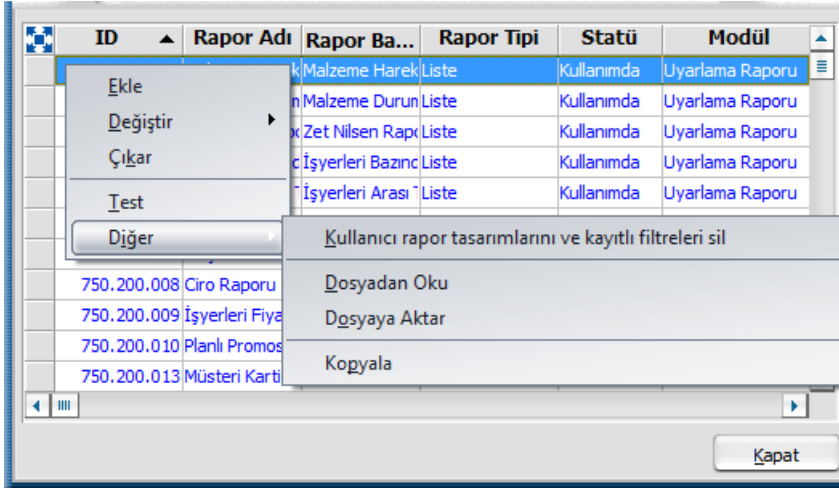 ID Rapor Adı Rapor Ba... Rapor Tipi Statü Modül
Malzeme Harek Liste Kullanımda Uyarlama Raporu
Malzeme Durun Liste Kullanımda Uyarlama Raporu
Zet Nilsen Rapo Liste Kullanımda Uyarlama Raporu
İşyerleri Bazınd Liste Kullanımda Uyarlama Raporu
İşyerleri Arası Liste Kullanımda Uyarlama Raporu
Ekle
Değiştir
Çıkar
Test
Diğer
Kullanıcı rapor tasarımlarını ve kayıtlı filtreleri sil
Dosyadan Oku
Dosyaya Aktar
Kopyala
750.200.008 Ciro Raporu
750.200.009 İşyerleri Fiya
750.200.010 Planlı Promos
750.200.013 Müsteri Karti
Kapat